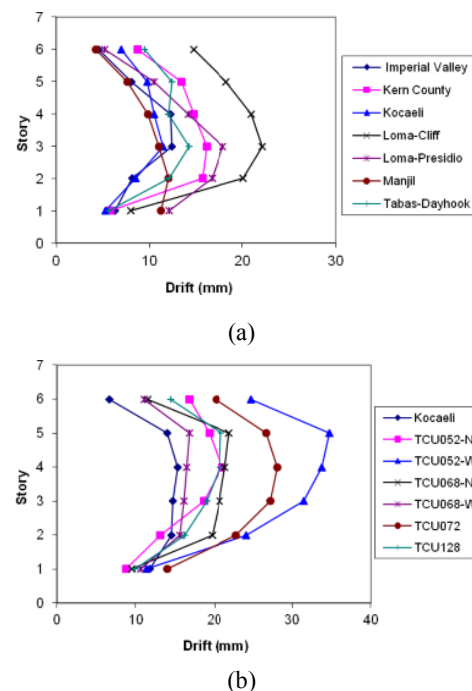 (a)
7
6
5
4
3
2
1
0
Story
0
10
20
30
Drift (mm)
Imperial Valley
Kern County
Kocaeli
Loma-Cliff
Loma-Presidio
Manjil
Tabas-Dayhook
(a)
7
6
5
4
3
2
1
0
Story
0
10
20
30
40
Drift (mm)
Kocaeli
TCU052-N
TCU052-W
TCU068-N
TCU068-W
TCU072
TCU128
(b)